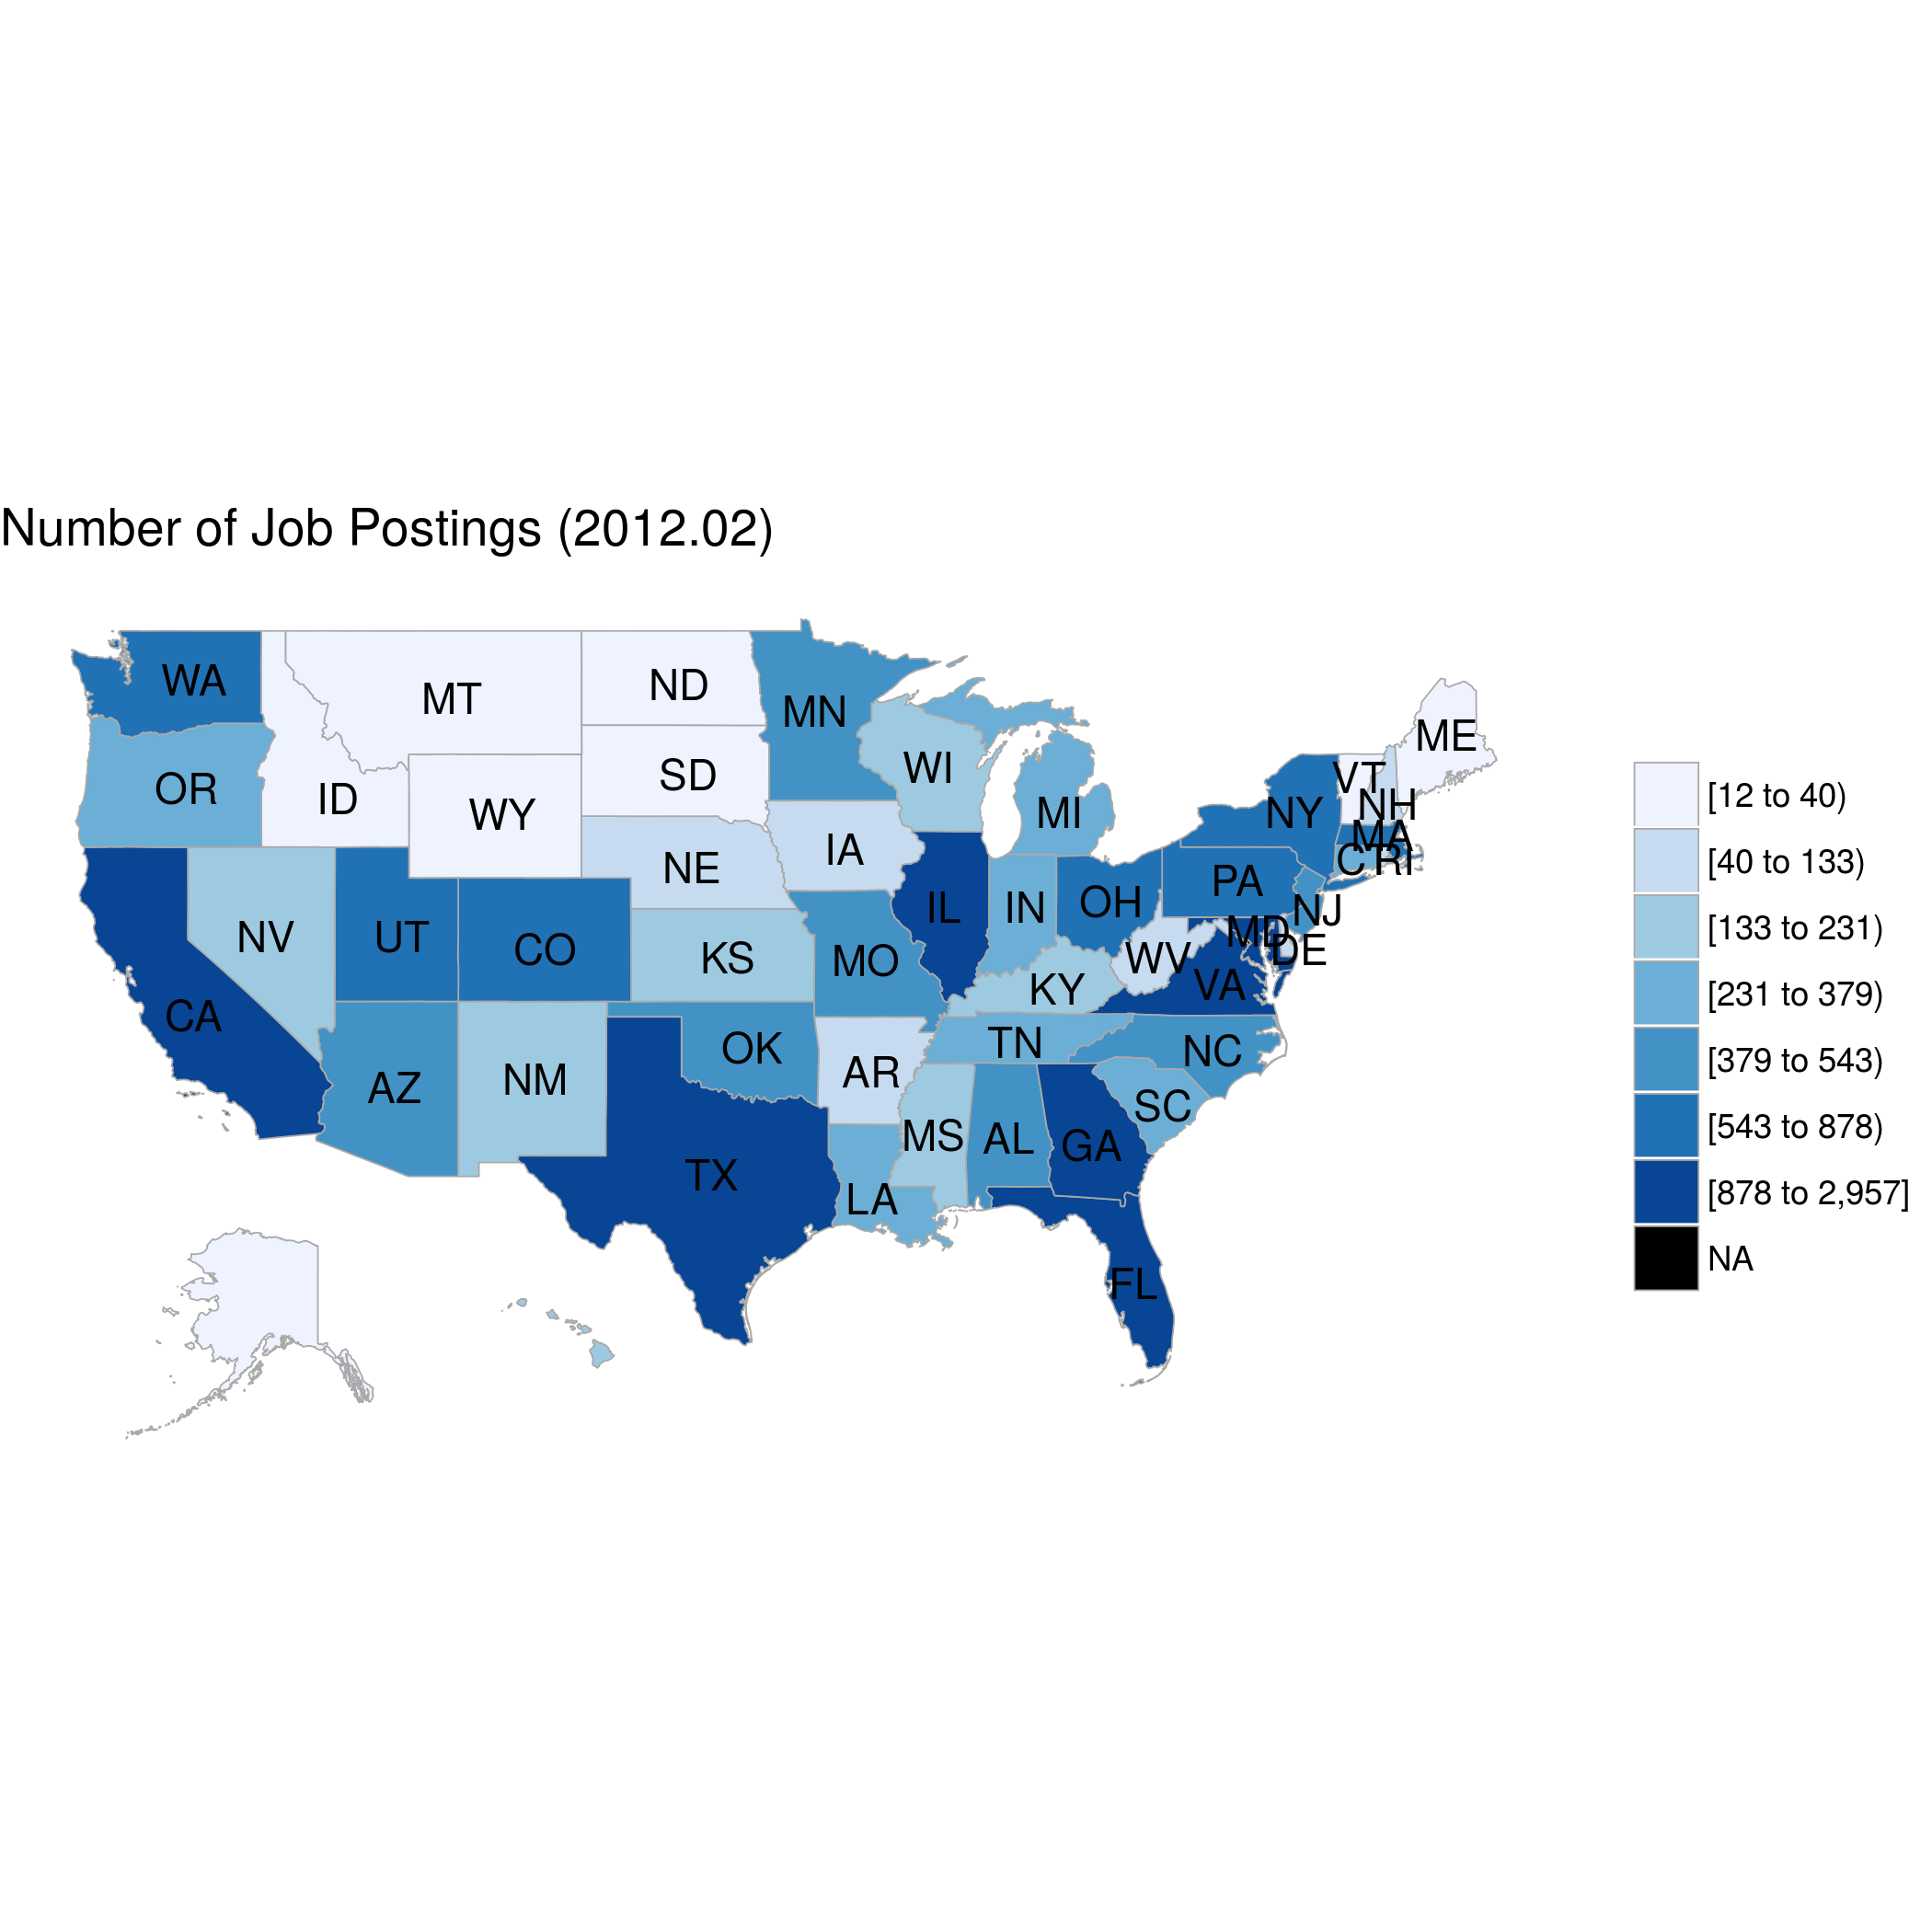 Number of Job Postings (2012.02)
WA
MT
ND
MN
ME
OR
ID
WY
SD
WI
MI
VT
NH
NY
MA
CT
RI
NE
IA
PA
NV
UT
CO
KS
MO
IL
IN
OH
NJ
MD
DE
WV
VA
KY
CA
AZ
NM
OK
AR
TN
NC
SC
MS
AL
GA
TX
LA
FL
[12 to 40)
[40 to 133)
[133 to 231)
[231 to 379)
[379 to 543)
[543 to 878)
[878 to 2,957]
NA